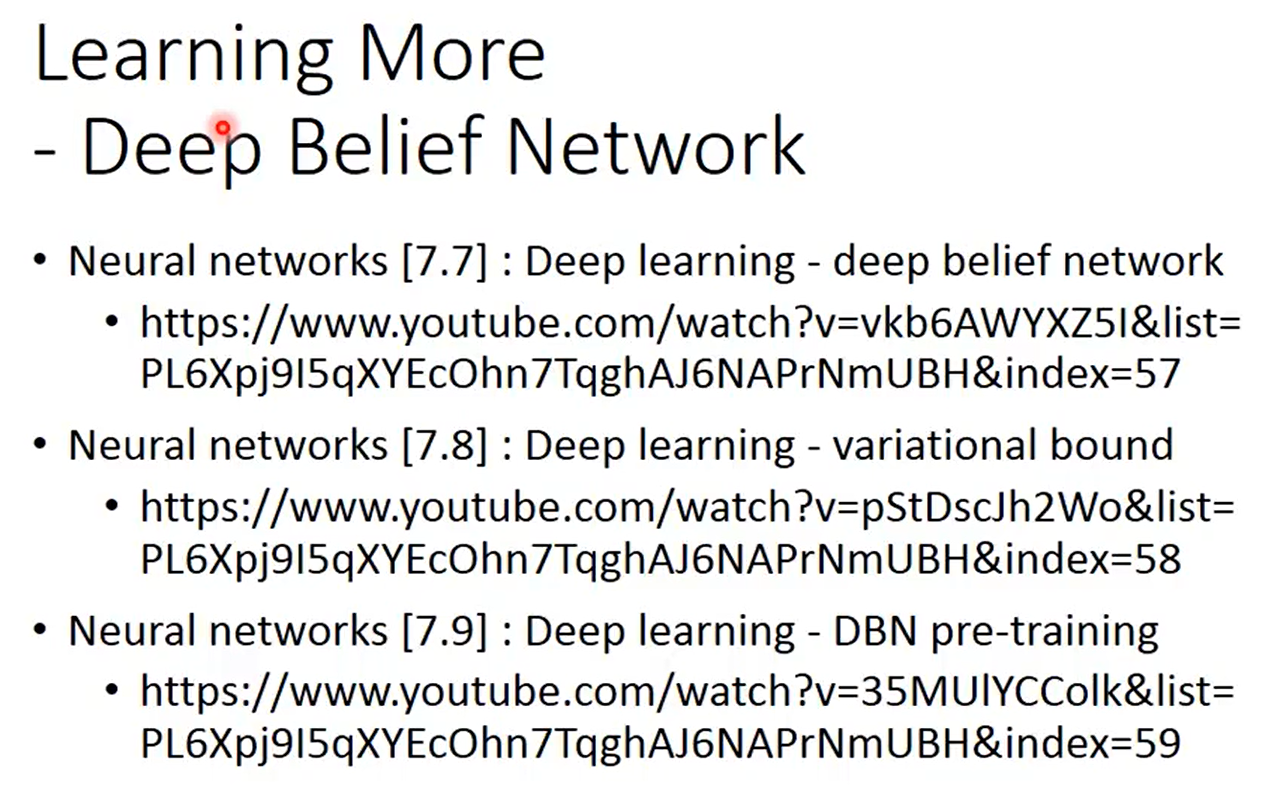 Learning More
- Deep Belief Network
• Neural networks [7.7] : Deep learning - deep belief network
• https://www.youtube.com/watch?v=vkb6AWYXZ5I&list=
PL6Xpj9I5qXYEcOhn7TqghAJ6NAPrNmUBH&index=57
• Neural networks [7.8] : Deep learning - variational bound
• https://www.youtube.com/watch?v=pStDscJh2Wo&list=
PL6Xpj9I5qXYEcOhn7TqghAJ6NAPrNmUBH&index=58
• Neural networks [7.9] : Deep learning - DBN pre-training
• https://www.youtube.com/watch?v=35MUlYCColk&list=
PL6Xpj9I5qXYEcOhn7TqghAJ6NAPrNmUBH&index=59